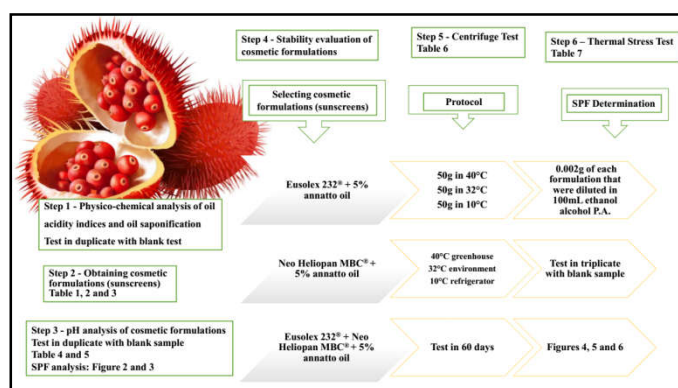 Step 4 - Stability evaluation of
cosmetic formulations
Step 5 - Centrifuge Test
Table 6
Step 6 – Thermal Stress Test
Table 7
Selecting cosmetic
formulations (sunscreens)
Protocol
SPF Determination
Eusolex 232® + 5%
annatto oil
50g in 40°C
50g in 32°C
50g in 10°C
0.002g of each
formulation that
were diluted in
100mL ethanol
alcohol P.A.
Step 1 - Physico-chemical analysis of oil
acidity indices and oil saponification
Test in duplicate with blank test
Neo Heliopan MBC® +
5% annatto oil
40°C greenhouse
32°C environment
10°C refrigerator
Test in triplicate
with blank sample
Step 2 - Obtaining cosmetic
formulations (sunscreens)
Table 1, 2 and 3
Step 3 - pH analysis of cosmetic formulations
Test in duplicate with blank sample
Table 4 and 5
SPF analysis: Figure 2 and 3
Eusolex 232® + Neo
Heliopan MBC® + 5%
annatto oil
Test in 60 days
Figures 4, 5 and 6